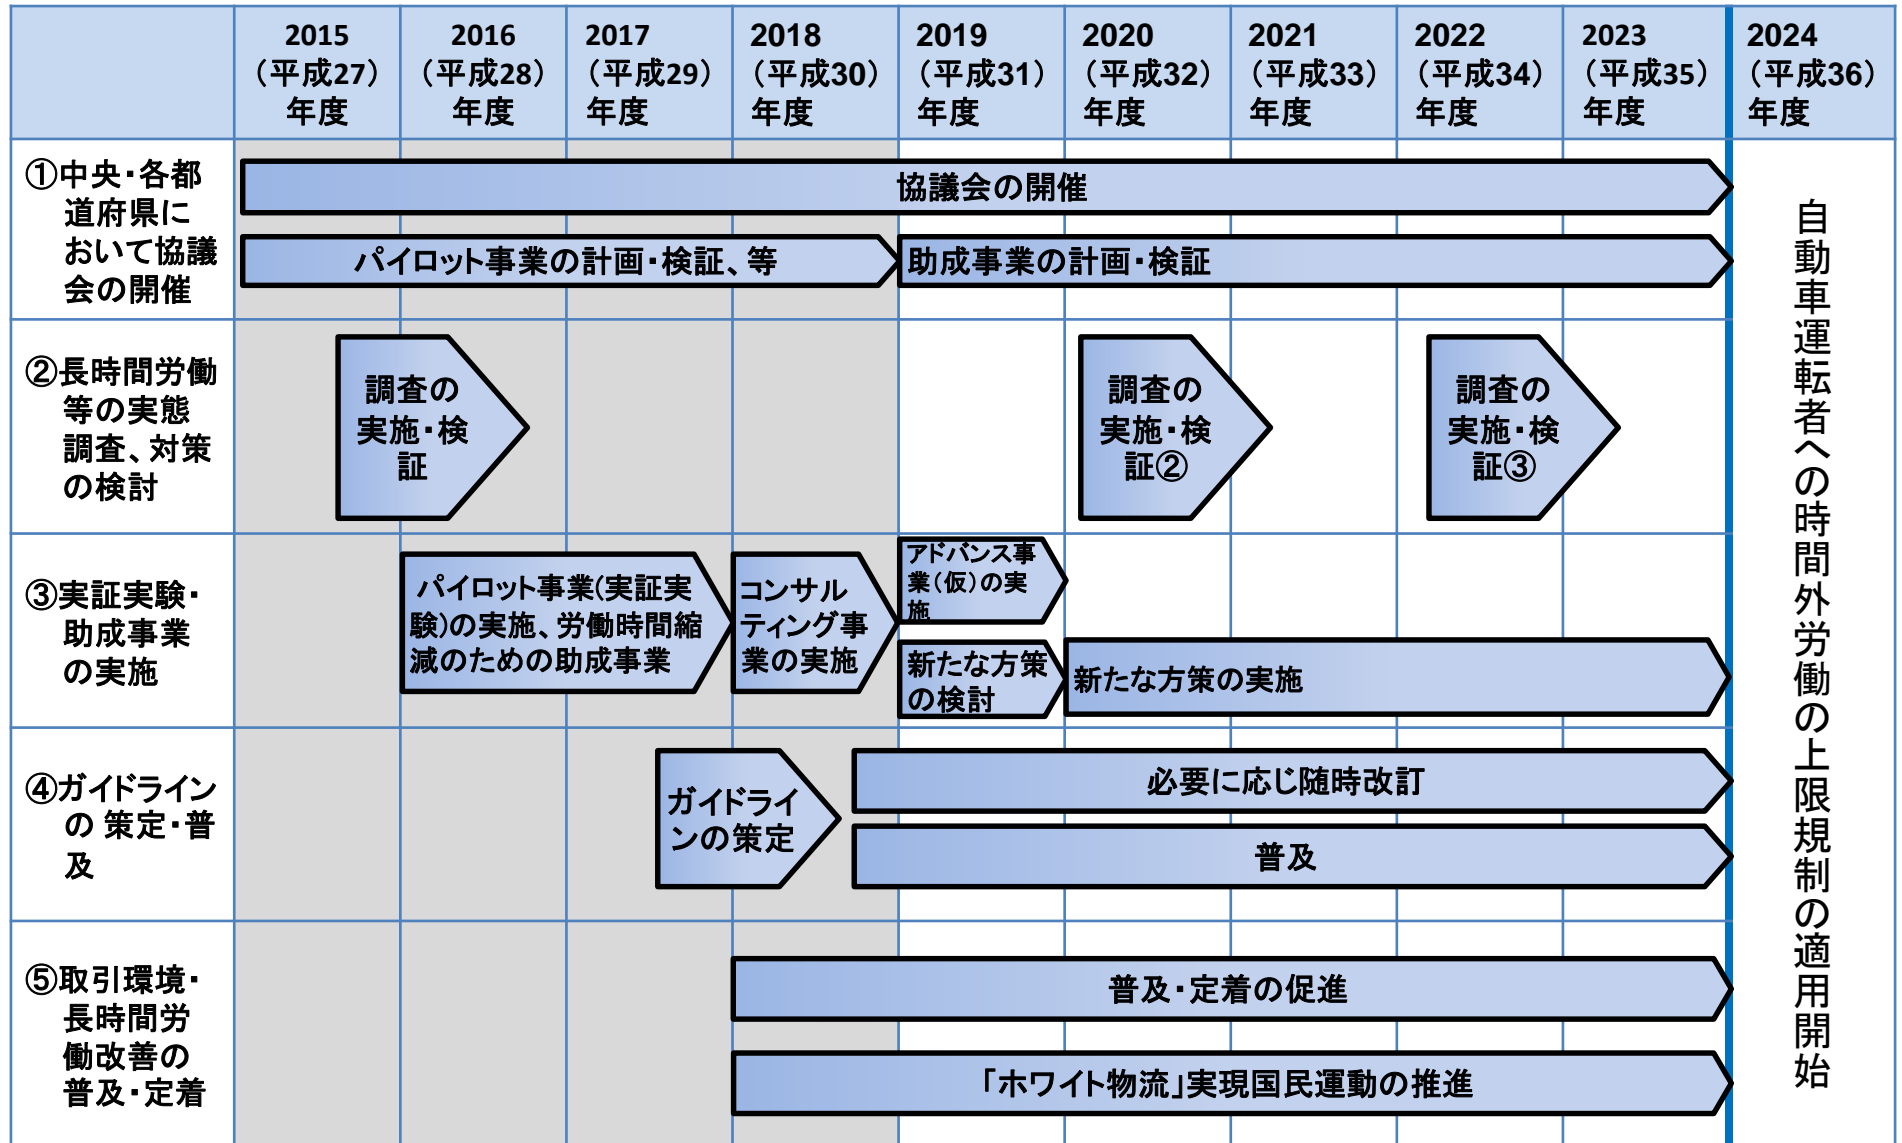 2015
（平成27）
年度
2016
（平成28）
年度
2017
（平成29）
年度
2018
（平成30）
年度
2019
（平成31）
年度
2020
（平成32）
年度
2021
（平成33）
年度
2022
（平成34）
年度
2023
（平成35）
年度
2024
（平成36）
年度
①中央・各都
道府県に
おいて協議
会の開催
協議会の開催
パイロット事業の計画・検証、等
助成事業の計画・検証
②長時間労働
等の実態
調査、対策
の検討
調査の
実施・検
証
調査の
実施・検
証②
調査の
実施・検
証③
③実証実験・
助成事業
の実施
パイロット事業(実証実
験)の実施、労働時間縮
減のための助成事業
コンサル
ティング事
業の実施
アドバンス事
業（仮）の実
施
新たな方策
の検討
新たな方策の実施
④ガイドライン
の 策定・普
及
ガイドライ
ンの策定
必要に応じ随時改訂
普及
⑤取引環境・
長時間労
働改善の
普及・定着
普及・定着の促進
「ホワイト物流」実現国民運動の推進
自動車運転者への時間外労働の上限規制の適用開始